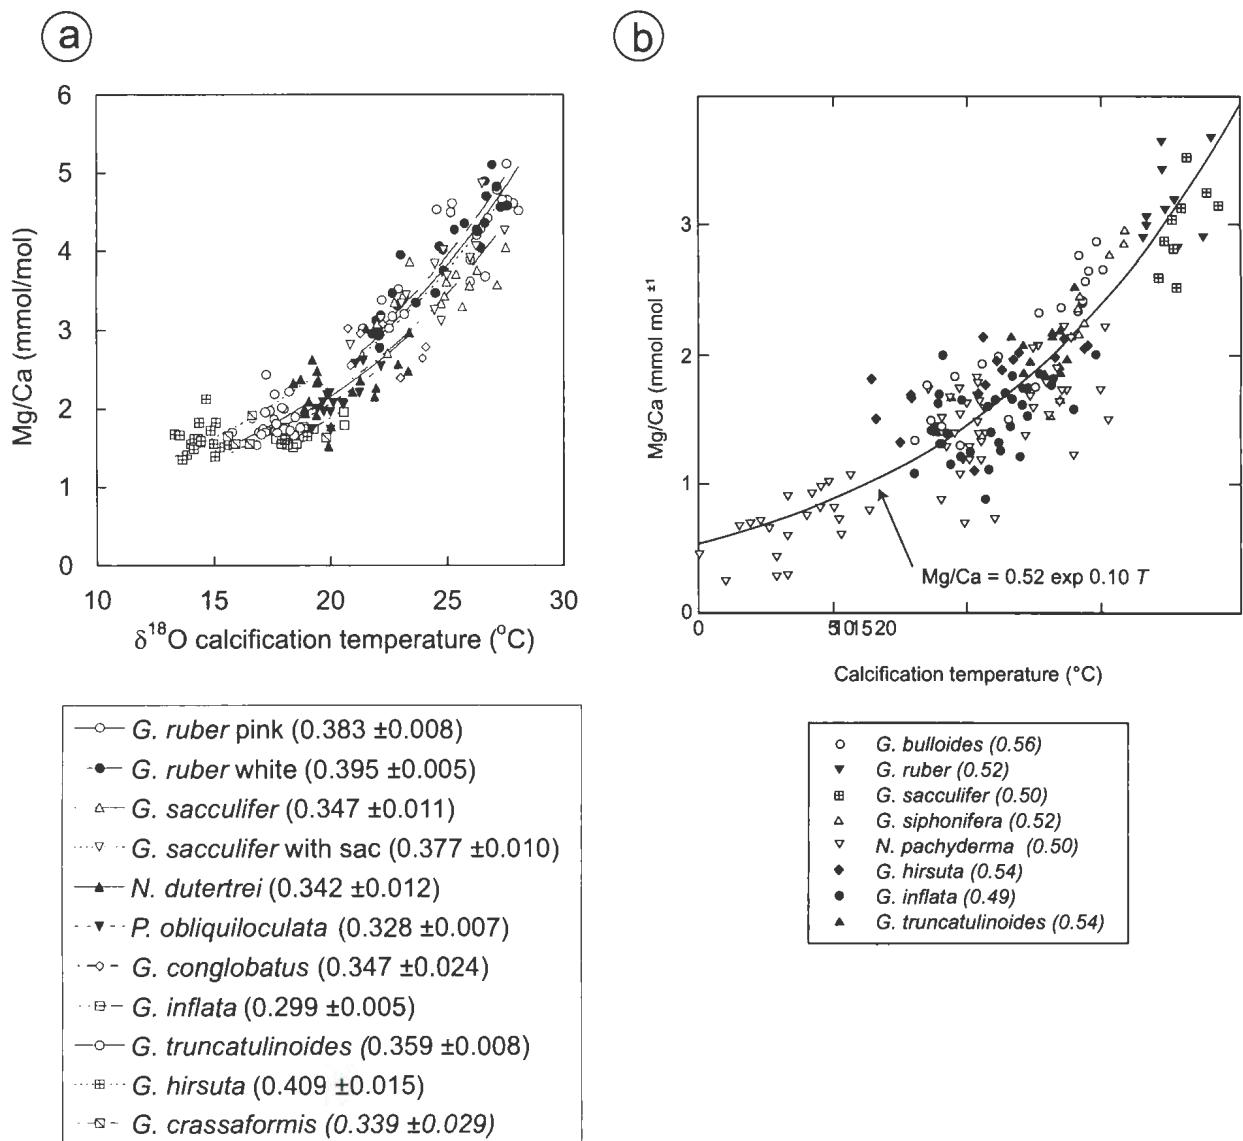 a
b
6
5
4
3
2
1
0
Mg/Ca (mmol/mol)
10 15 20 25 30
δ¹⁸O calcification temperature (°C)
G. ruber pink (0.383 ±0.008)
G. ruber white (0.395 ±0.005)
G. sacculifer (0.347 ±0.011)
G. sacculifer with sac (0.377 ±0.010)
N. dutertrei (0.342 ±0.012)
P. obliquiloculata (0.328 ±0.007)
G. conglobatus (0.347 ±0.024)
G. inflata (0.299 ±0.005)
G. truncatulinoides (0.359 ±0.008)
G. hirsuta (0.409 ±0.015)
G. crassaformis (0.339 ±0.029)
3
2
1
0
Mg/Ca (mmol mol ±1
Mg/Ca = 0.52 exp 0.10 T
0 5 10 15 20
Calcification temperature (°C)
G. bulloides (0.56)
G. ruber (0.52)
G. sacculifer (0.50)
G. siphonifera (0.52)
N. pachyderma (0.50)
G. hirsuta (0.54)
G. inflata (0.49)
G. truncatulinoides (0.54)